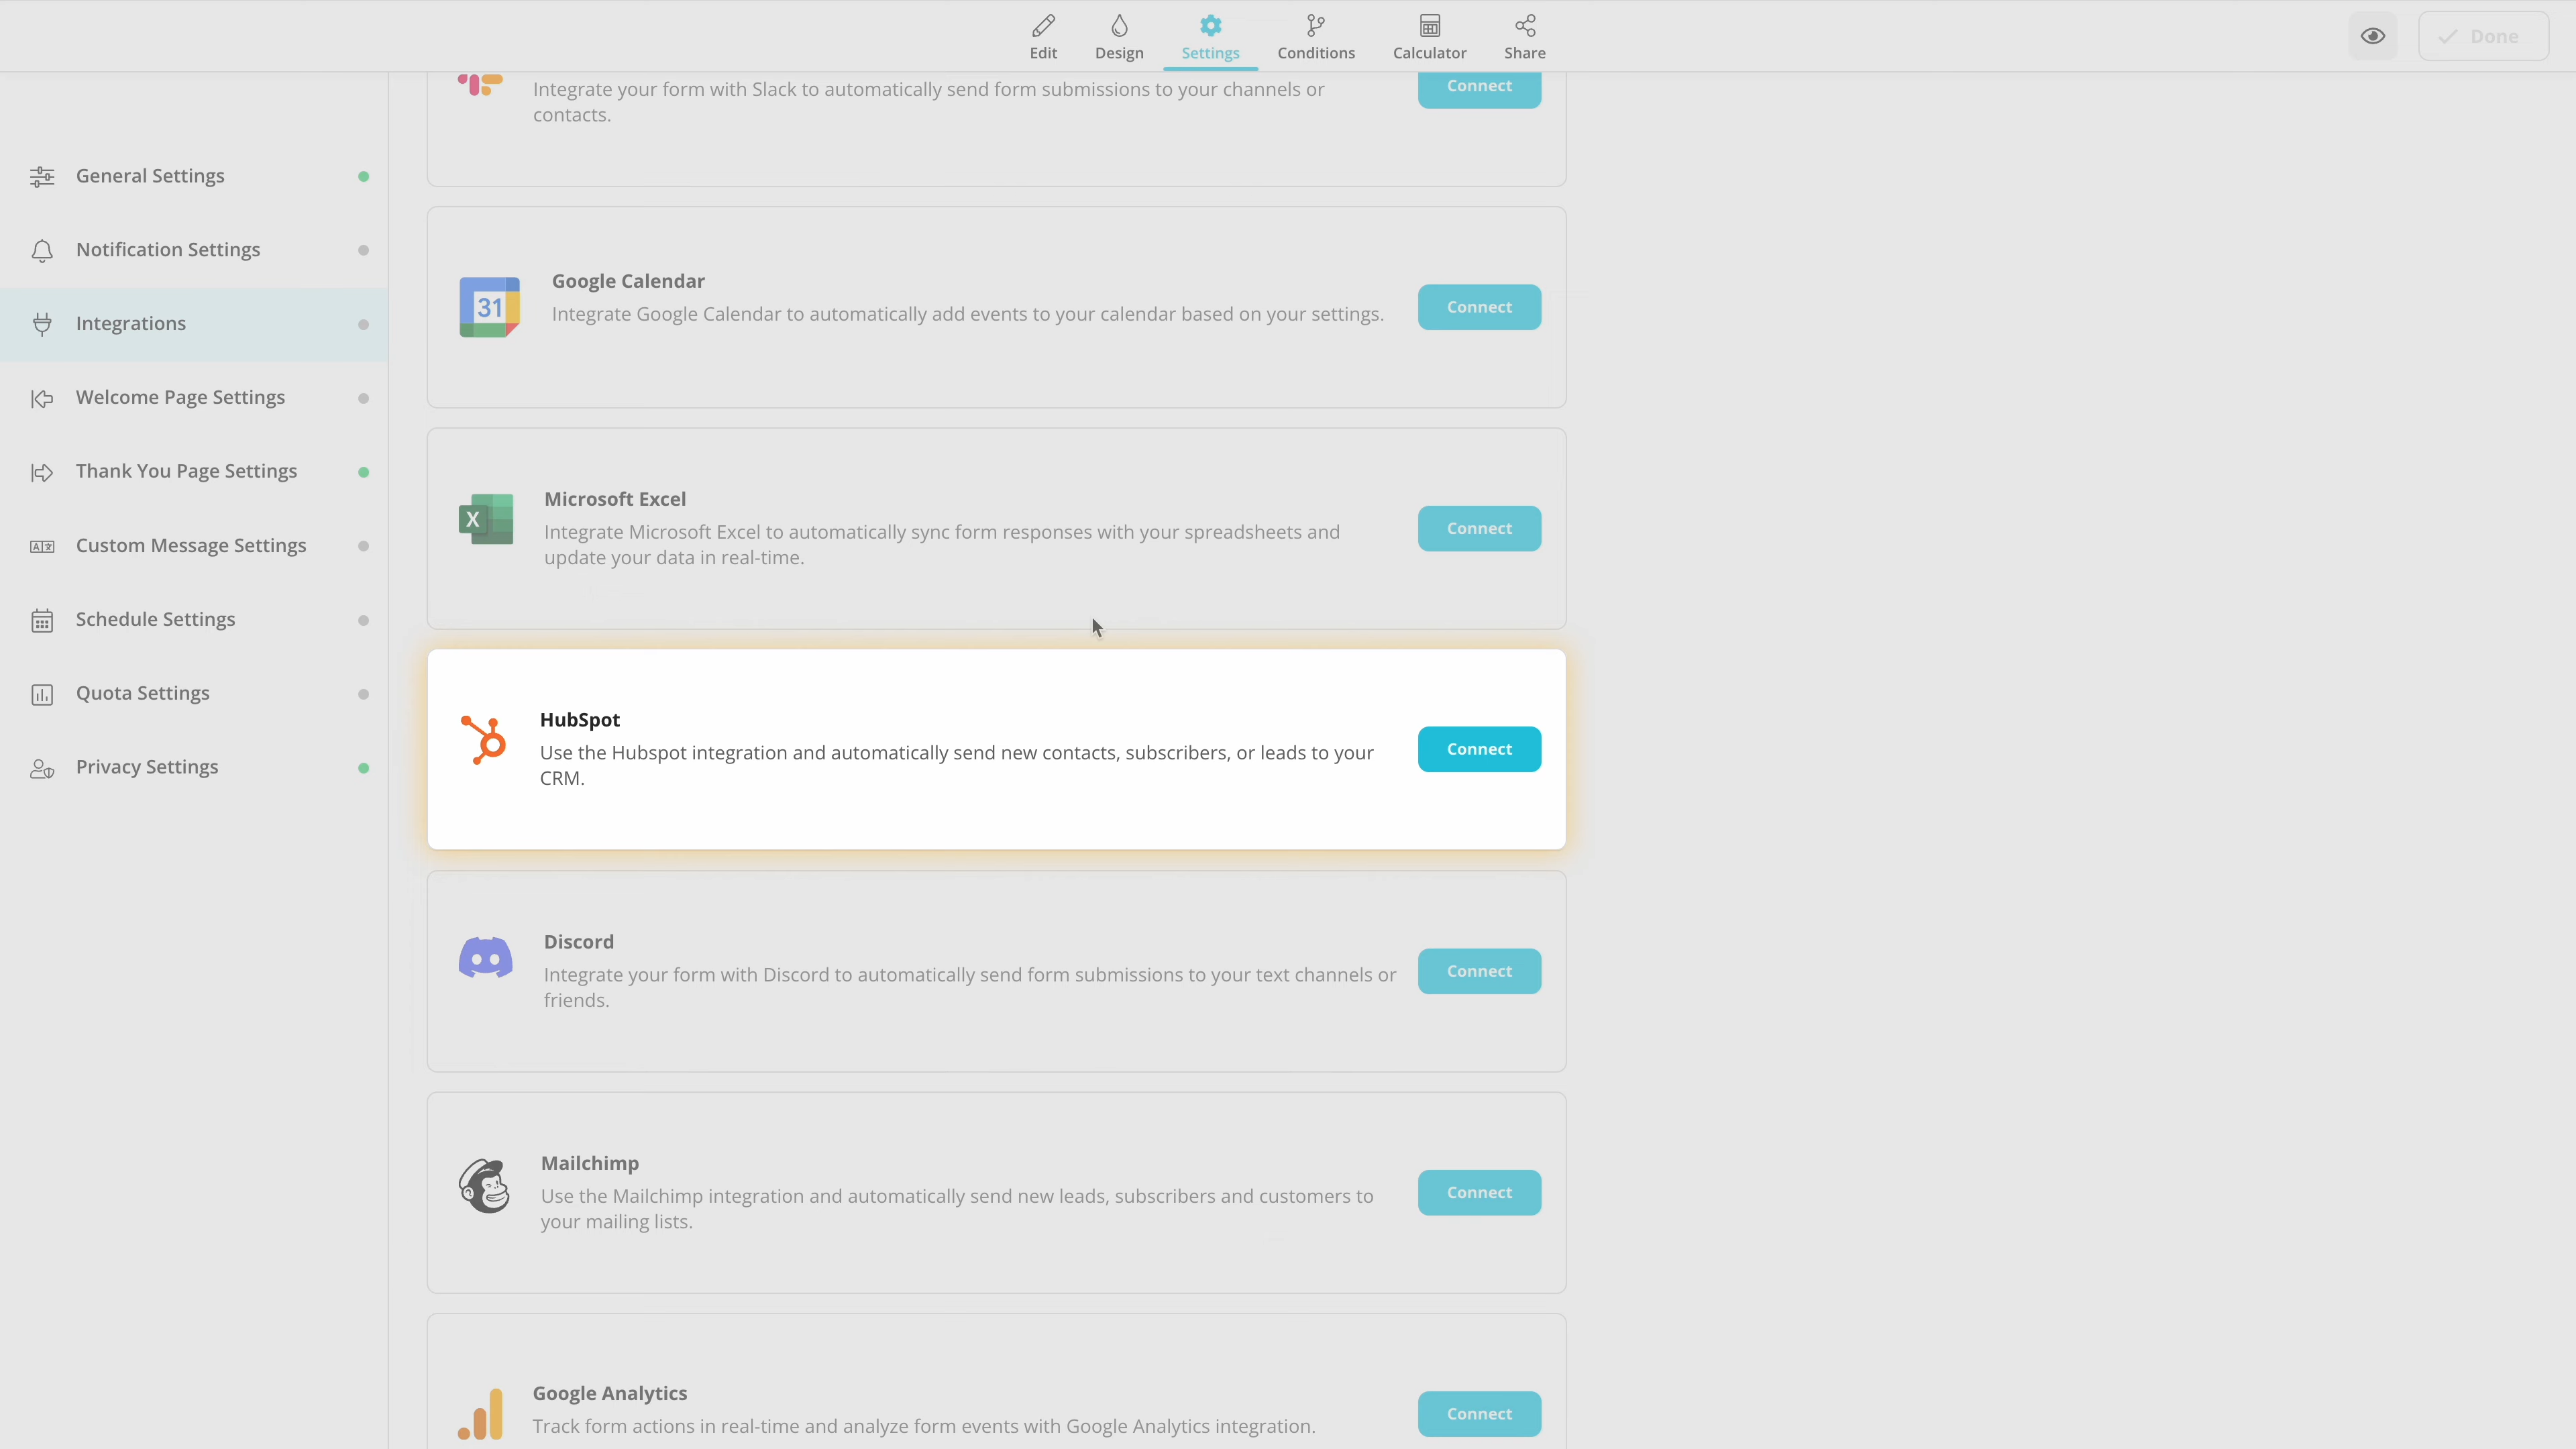 Edit
Design
Settings
Conditions
Calculator
Share
Done
General Settings
Notification Settings
Integrations
Welcome Page Settings
Thank You Page Settings
Custom Message Settings
Schedule Settings
Quota Settings
Privacy Settings
Integrate your form with Slack to automatically send form submissions to your channels or
contacts.
Connect
31
Google Calendar
Integrate Google Calendar to automatically add events to your calendar based on your settings.
Connect
X
Microsoft Excel
Integrate Microsoft Excel to automatically sync form responses with your spreadsheets and
update your data in real-time.
Connect
HubSpot
Use the Hubspot integration and automatically send new contacts, subscribers, or leads to your
CRM.
Connect
Discord
Integrate your form with Discord to automatically send form submissions to your text channels or
friends.
Connect
Mailchimp
Use the Mailchimp integration and automatically send new leads, subscribers and customers to
your mailing lists.
Connect
Google Analytics
Track form actions in real-time and analyze form events with Google Analytics integration.
Connect